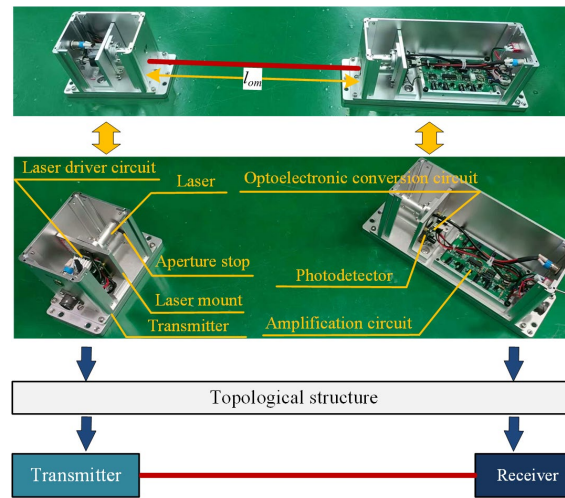 l_om
Laser driver circuit
Laser
Optoelectronic conversion circuit
Aperture stop
Photodetector
Laser mount
Transmitter
Amplification circuit
Topological structure
Transmitter
Receiver